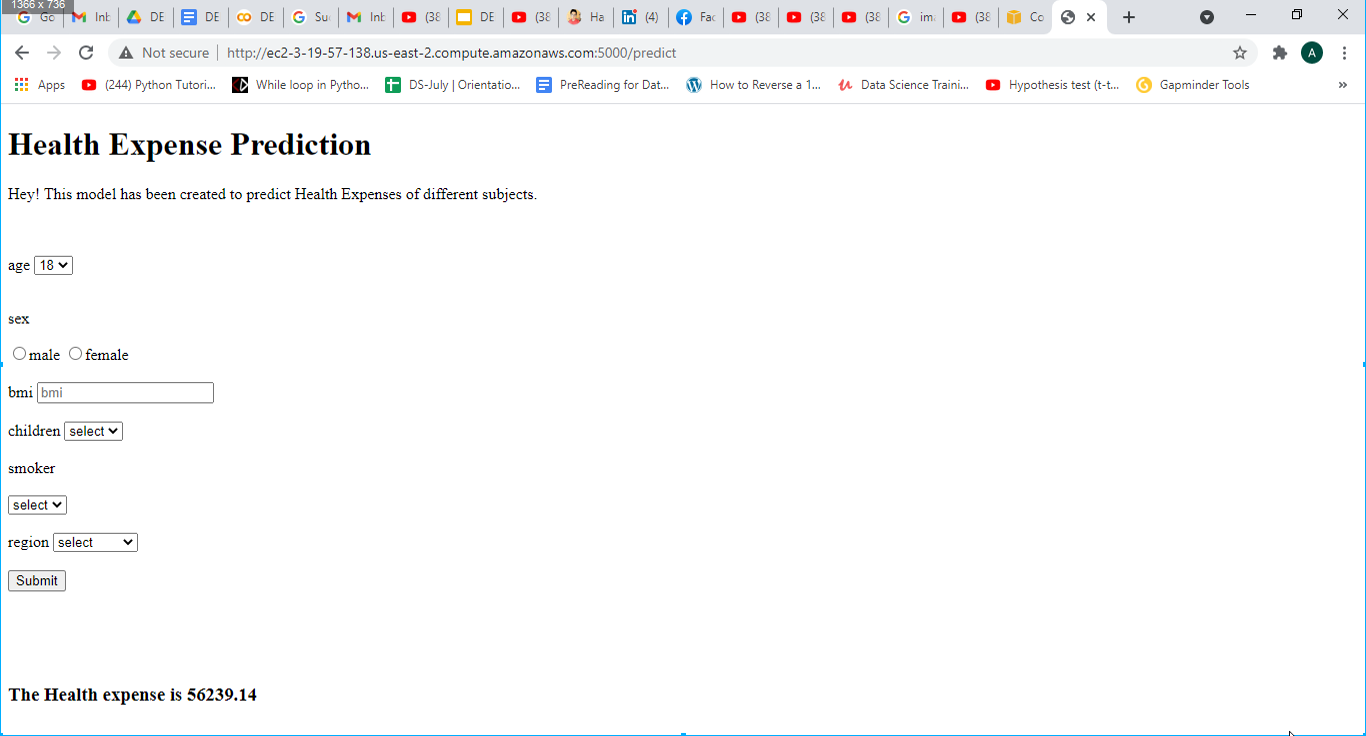 1366 x 736
Gc Inb DE DE DE Su Inb (38 DE (38 Ha (4) Fac (38 (38 (38 im (38 Co
Not secure http://ec2-3-19-57-138.us-east-2.compute.amazonaws.com:5000/predict A
Apps (244) Python Tutori... While loop in Pytho... DS-July | Orientatio... PreReading for Dat... How to Reverse a 1... Data Science Traini... Hypothesis test (t-t... Gapminder Tools »
Health Expense Prediction
Hey! This model has been created to predict Health Expenses of different subjects.
age 18
sex
male female
bmi bmi
children select
smoker
select
region select
Submit
The Health expense is 56239.14